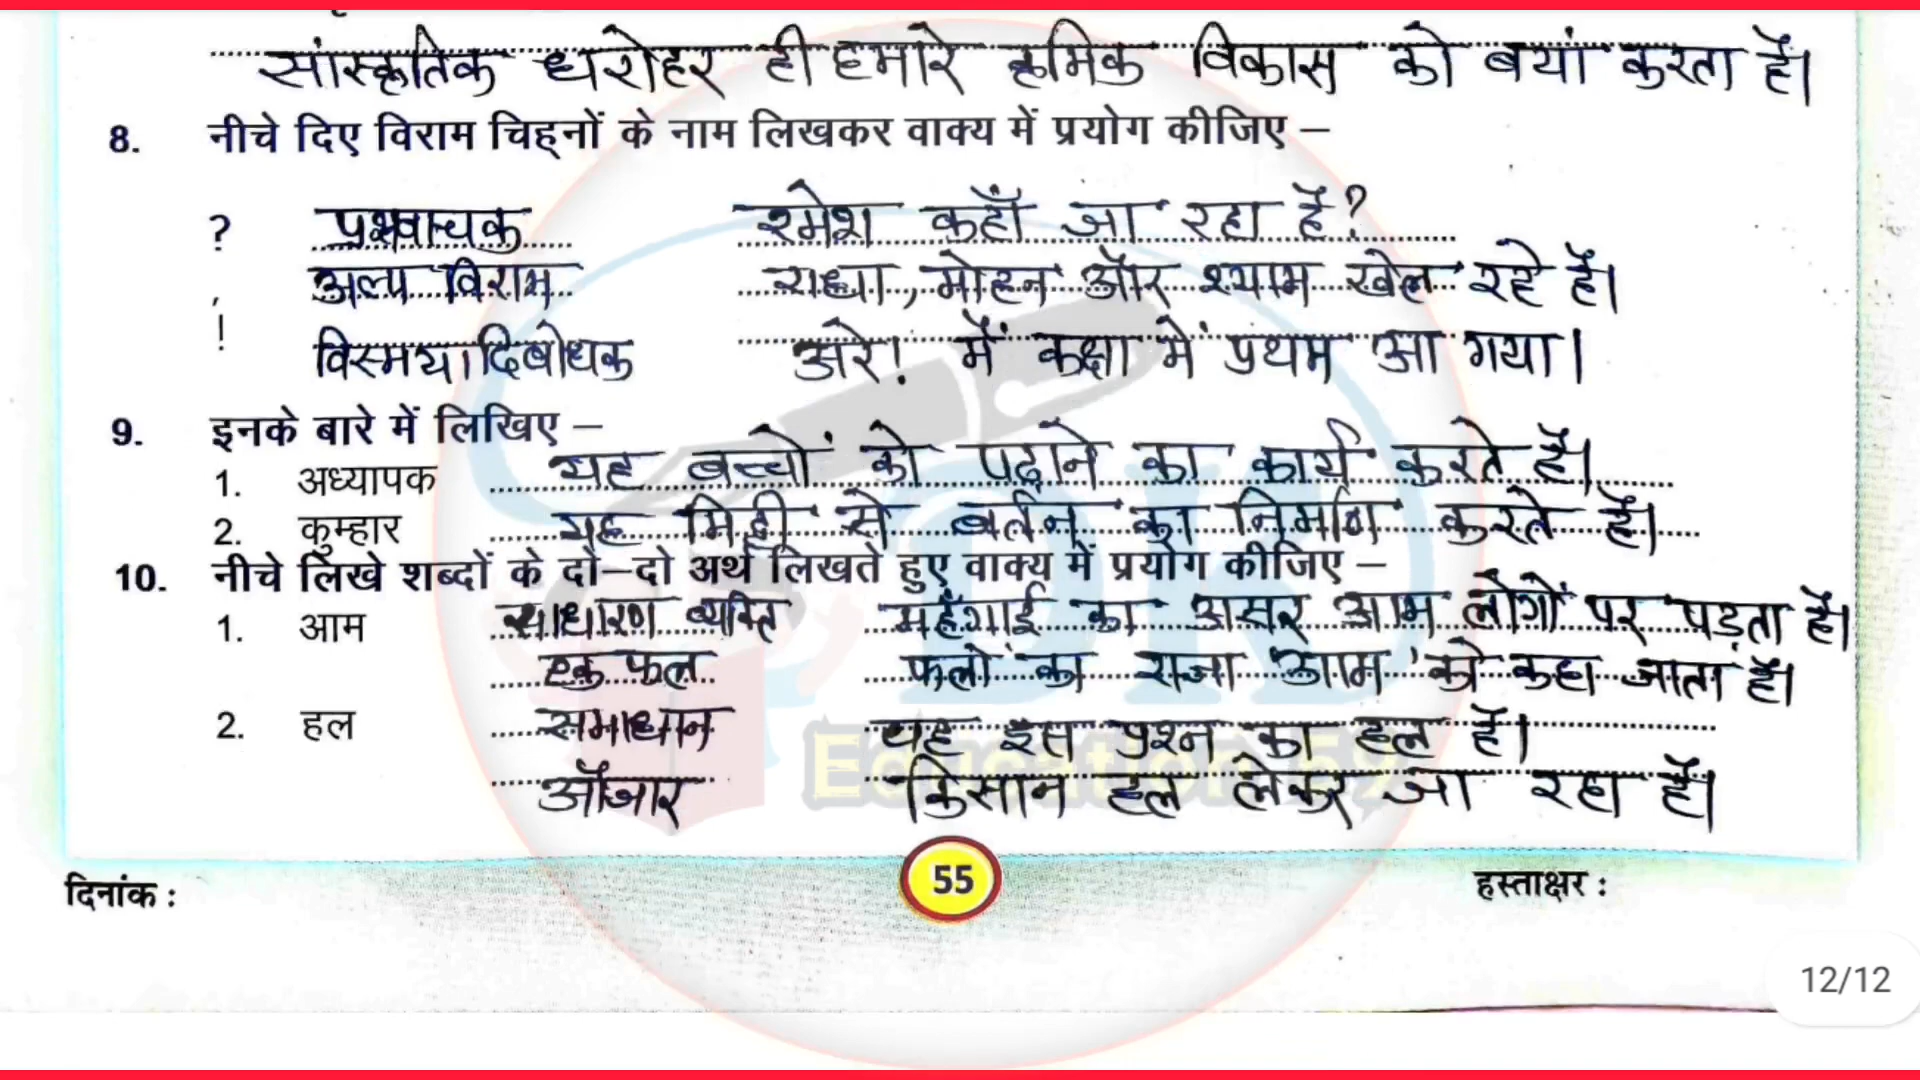 सांस्कृतिक धरोहर ही हमारे क्रमिक विकास को बयां करता है।
8. नीचे दिए विराम चिह्नों के नाम लिखकर वाक्य में प्रयोग कीजिए –
? प्रश्नवाचक रमेश कहाँ जा रहा है?
, अल्प विराम राधा, मोहन और श्याम खेल रहे हैं।
! विस्मयादिबोधक अरे! मैं कक्षा में प्रथम आ गया।
9. इनके बारे में लिखिए –
1. अध्यापक यह बच्चों को पढ़ाने का कार्य करते हैं।
2. कुम्हार यह मिट्टी से बर्तन का निर्माण करते हैं।
10. नीचे लिखे शब्दों के दो–दो अर्थ लिखते हुए वाक्य में प्रयोग कीजिए –
1. आम साधारण व्यक्ति महँगाई का असर आम लोगों पर पड़ता है।
एक फल फलों का राजा 'आम' को कहा जाता है।
2. हल समाधान यह इस प्रश्न का हल है।
औजार किसान हल लेकर जा रहा है।
DK
Education by
दिनांक : 55 हस्ताक्षर :
12/12